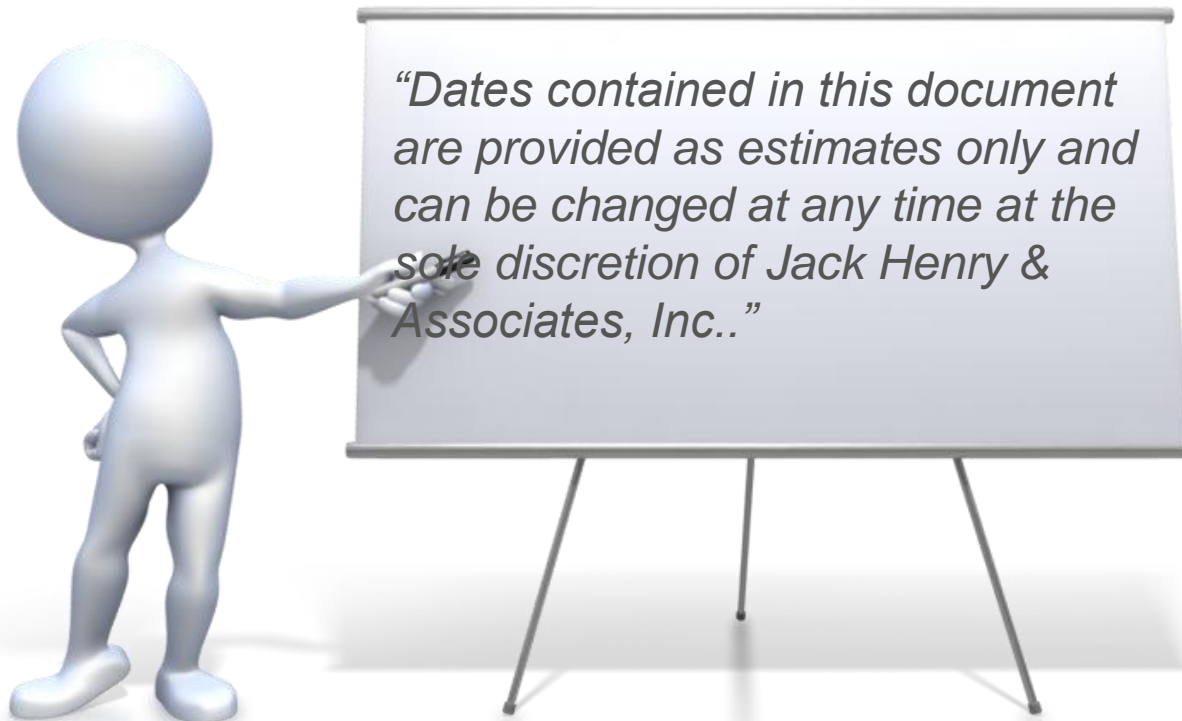 “Dates contained in this document
are provided as estimates only and
can be changed at any time at the
sole discretion of Jack Henry &
Associates, Inc..”